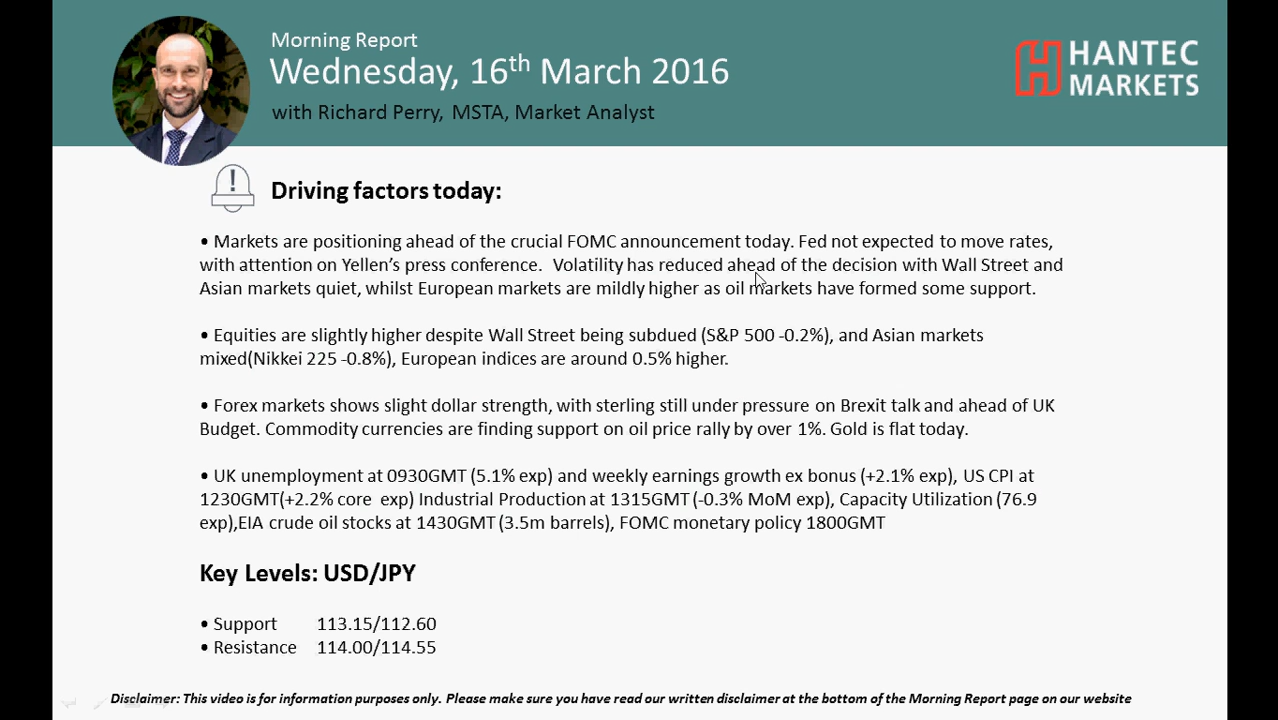 Morning Report
Wednesday, 16th March 2016
with Richard Perry, MSTA, Market Analyst
HANTEC
MARKETS
Driving factors today:
• Markets are positioning ahead of the crucial FOMC announcement today. Fed not expected to move rates,
with attention on Yellen's press conference.  Volatility has reduced ahead of the decision with Wall Street and
Asian markets quiet, whilst European markets are mildly higher as oil markets have formed some support.
• Equities are slightly higher despite Wall Street being subdued (S&P 500 -0.2%), and Asian markets
mixed(Nikkei 225 -0.8%), European indices are around 0.5% higher.
• Forex markets shows slight dollar strength, with sterling still under pressure on Brexit talk and ahead of UK
Budget. Commodity currencies are finding support on oil price rally by over 1%. Gold is flat today.
• UK unemployment at 0930GMT (5.1% exp) and weekly earnings growth ex bonus (+2.1% exp), US CPI at
1230GMT(+2.2% core  exp) Industrial Production at 1315GMT (-0.3% MoM exp), Capacity Utilization (76.9
exp),EIA crude oil stocks at 1430GMT (3.5m barrels), FOMC monetary policy 1800GMT
Key Levels: USD/JPY
• Support 113.15/112.60
• Resistance 114.00/114.55
Disclaimer: This video is for information purposes only. Please make sure you have read our written disclaimer at the bottom of the Morning Report page on our website